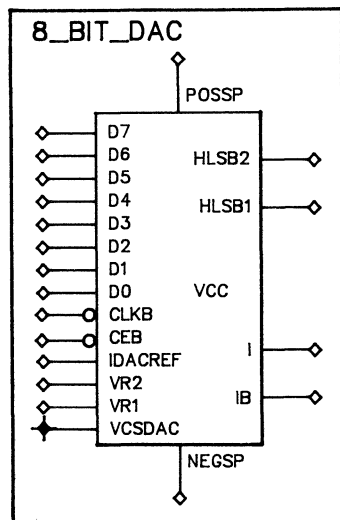 8_BIT_DAC
POSSP
D7
D6
HLSB2
D5
D4
HLSB1
D3
D2
D1
D0
VCC
CLKB
CEB
I
IDACREF
VR2
IB
VR1
VCSDAC
NEGSP